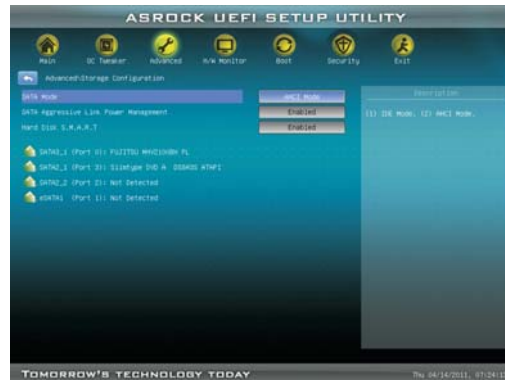 ASROCK UEFI SETUP UTILITY
Main OC Tweaker Advanced H/W Monitor Boot Security Exit
Advanced\Storage Configuration
SATA Mode AHCI Mode
SATA Aggressive Link Power Management Enabled
Hard Disk S.M.A.R.T Enabled
Description
(1) IDE Mode. (2) AHCI Mode.
SATA3_1 (Port 0): FUJITSU PL
SATA2_1 (Port 3): Slimtype DVD A ATAPI
SATA2_2 (Port 2): Not Detected
eSATA1 (Port 1): Not Detected
TOMORROW'S TECHNOLOGY TODAY
Thu 04/14/2011,